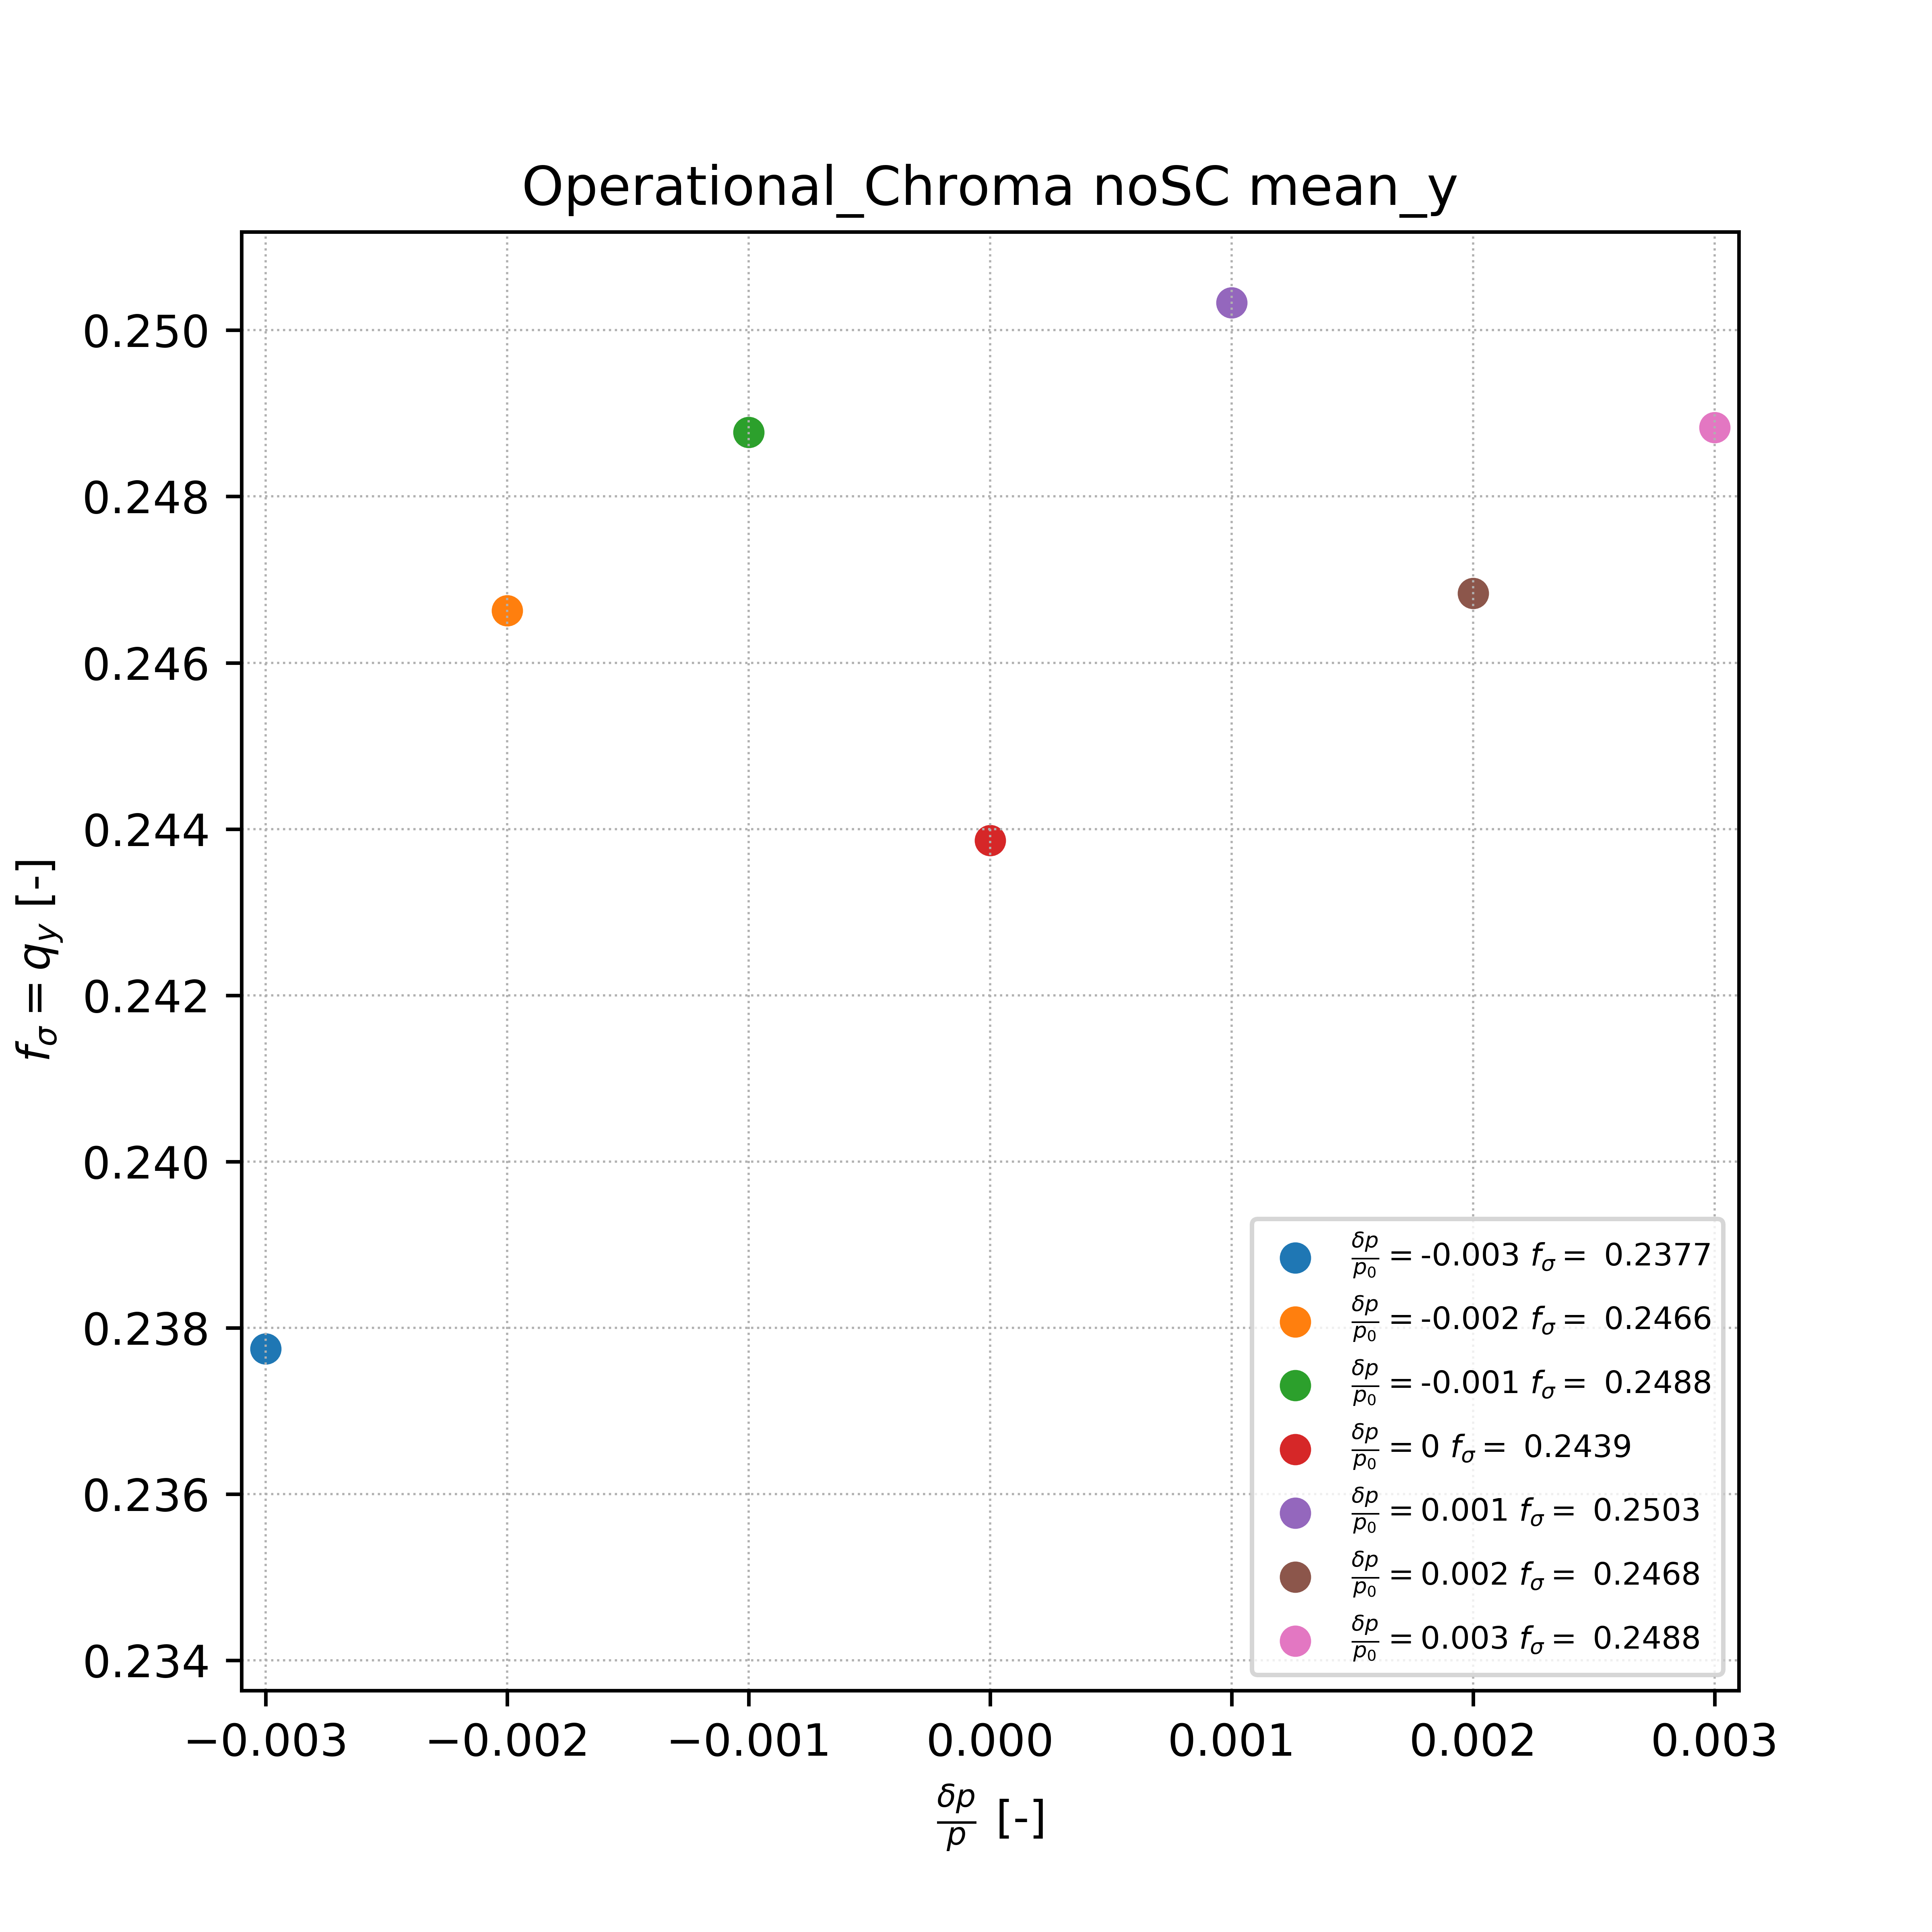 Operational_Chroma noSC mean_y
0.250
0.248
0.246
0.244
0.242
0.240
0.238
0.236
0.234
f_σ = q_y [-]
δp/p₀ = -0.003 f_σ = 0.2377
δp/p₀ = -0.002 f_σ = 0.2466
δp/p₀ = -0.001 f_σ = 0.2488
δp/p₀ = 0 f_σ = 0.2439
δp/p₀ = 0.001 f_σ = 0.2503
δp/p₀ = 0.002 f_σ = 0.2468
δp/p₀ = 0.003 f_σ = 0.2488
−0.003 −0.002 −0.001 0.000 0.001 0.002 0.003
δp/p [-]